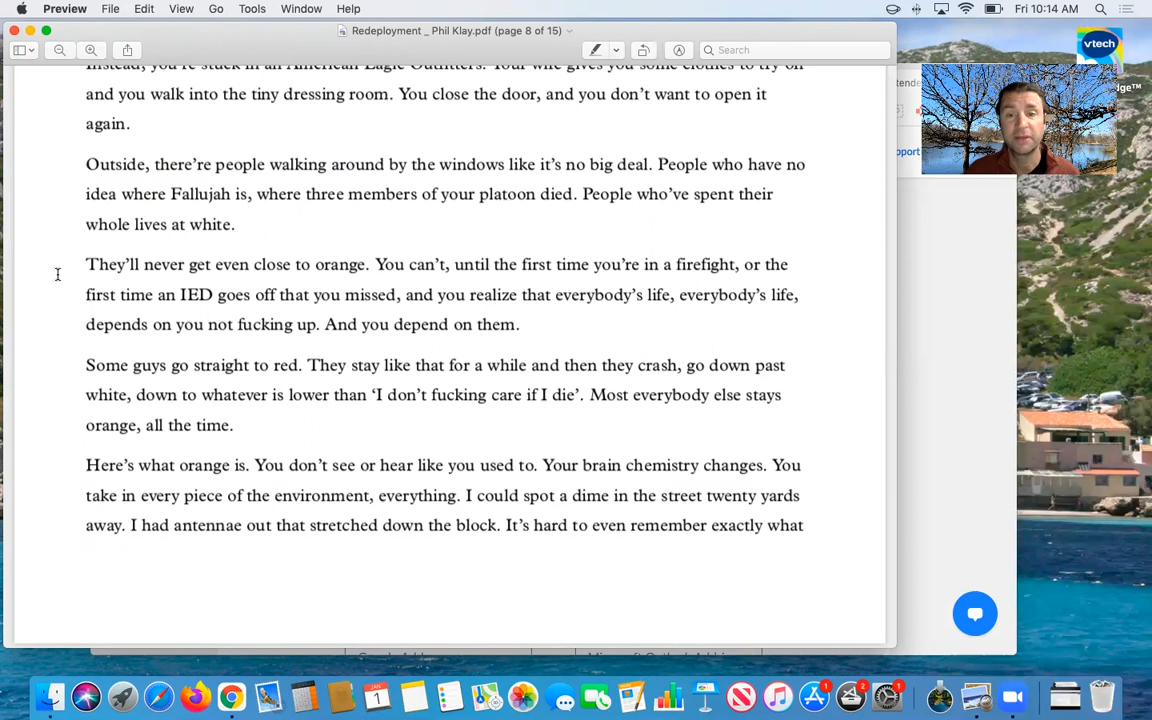 Preview File Edit View Go Tools Window Help
Fri 10:14 AM
Redeployment _ Phil Klay.pdf (page 8 of 15)
Search
vtech
tende
dge™
port
Instead, you're stuck in an American Eagle Outfitters. Your wife gives you some clothes to try on
and you walk into the tiny dressing room. You close the door, and you don't want to open it
again.
Outside, there're people walking around by the windows like it's no big deal. People who have no
idea where Fallujah is, where three members of your platoon died. People who've spent their
whole lives at white.
They'll never get even close to orange. You can't, until the first time you're in a firefight, or the
first time an IED goes off that you missed, and you realize that everybody's life, everybody's life,
depends on you not fucking up. And you depend on them.
Some guys go straight to red. They stay like that for a while and then they crash, go down past
white, down to whatever is lower than ‘I don't fucking care if I die’. Most everybody else stays
orange, all the time.
Here's what orange is. You don't see or hear like you used to. Your brain chemistry changes. You
take in every piece of the environment, everything. I could spot a dime in the street twenty yards
away. I had antennae out that stretched down the block. It's hard to even remember exactly what
JAN
1
1
2
1